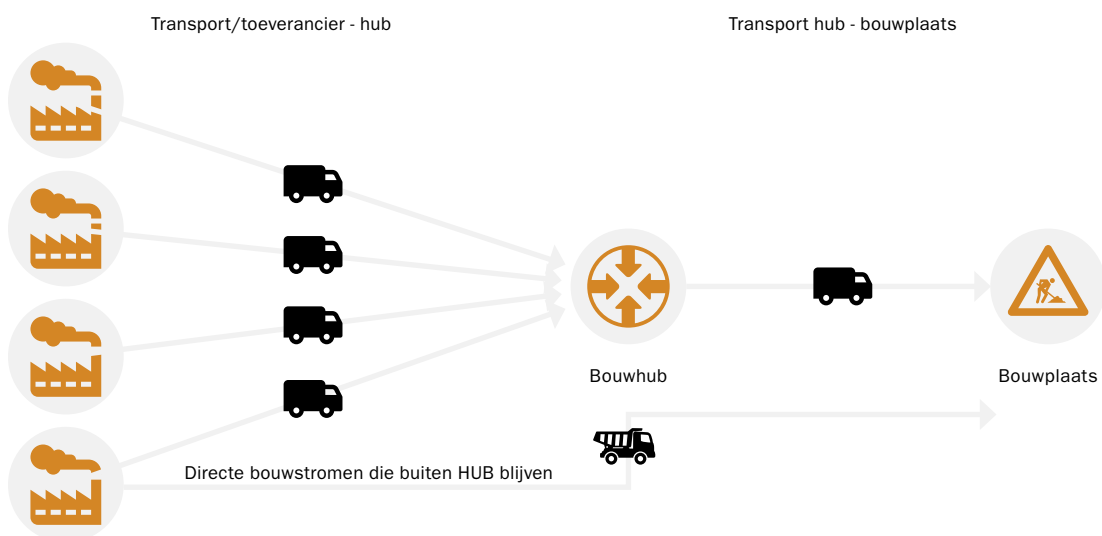 Transport/toeverancier - hub
Transport hub - bouwplaats
Bouwhub
Bouwplaats
Directe bouwstromen die buiten HUB blijven